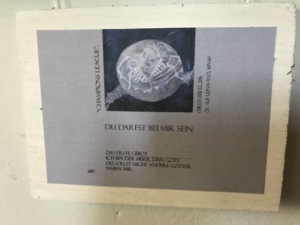 "CHAMPIONS LEAGUE",
DU DARFST BEI MIR SEIN
DAS ERSTE GEBOT
ICH BIN DER HERR, DEIN GOTT.
DU SOLLST NICHT ANDERE GÖTTER
HABEN MIR.